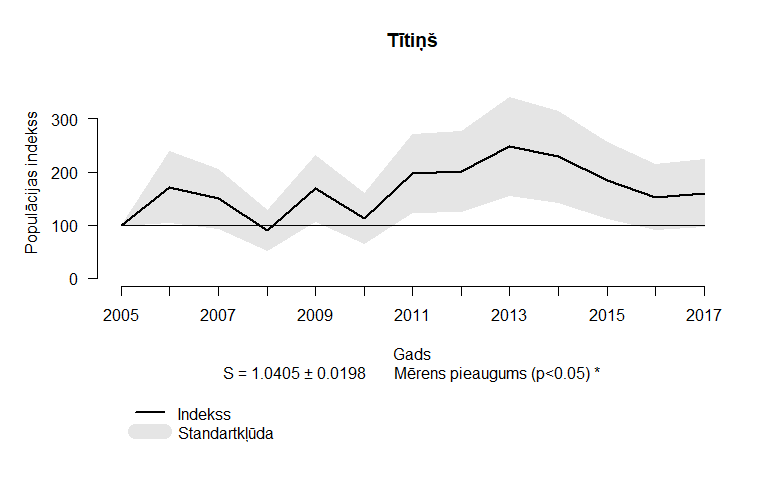 Tītiņš
Populācijas indekss
300
200
100
0
2005 2007 2009 2011 2013 2015 2017
Gads
S = 1.0405 ± 0.0198 Mērens pieaugums (p<0.05) *
Indekss
Standartkļūda